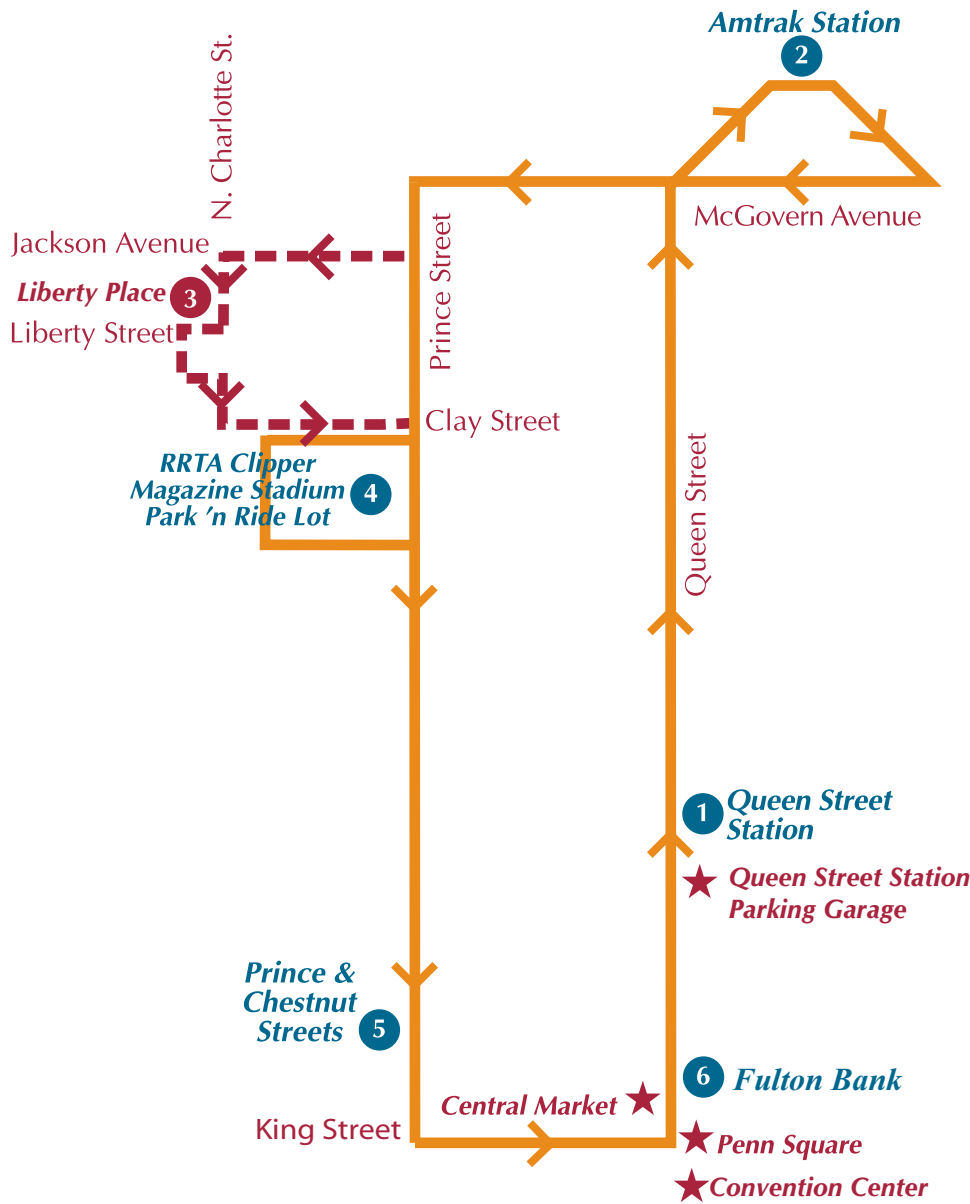 Amtrak Station
2
N. Charlotte St.
McGovern Avenue
Jackson Avenue
Prince Street
Liberty Place
3
Liberty Street
Clay Street
RRTA Clipper
Magazine Stadium
Park ’n Ride Lot
4
Queen Street
1
Queen Street
Station
Queen Street Station
Parking Garage
Prince &
Chestnut
Streets
5
6
Fulton Bank
Central Market
King Street
Penn Square
Convention Center